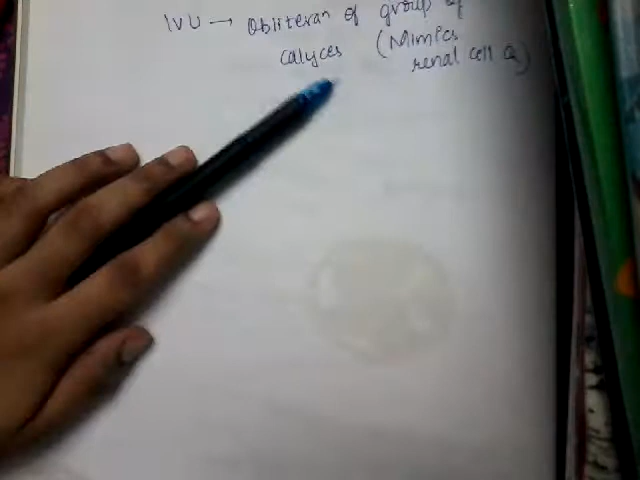 IVU → Obliteran of group of
calyces (Mimics
renal cell Ca)